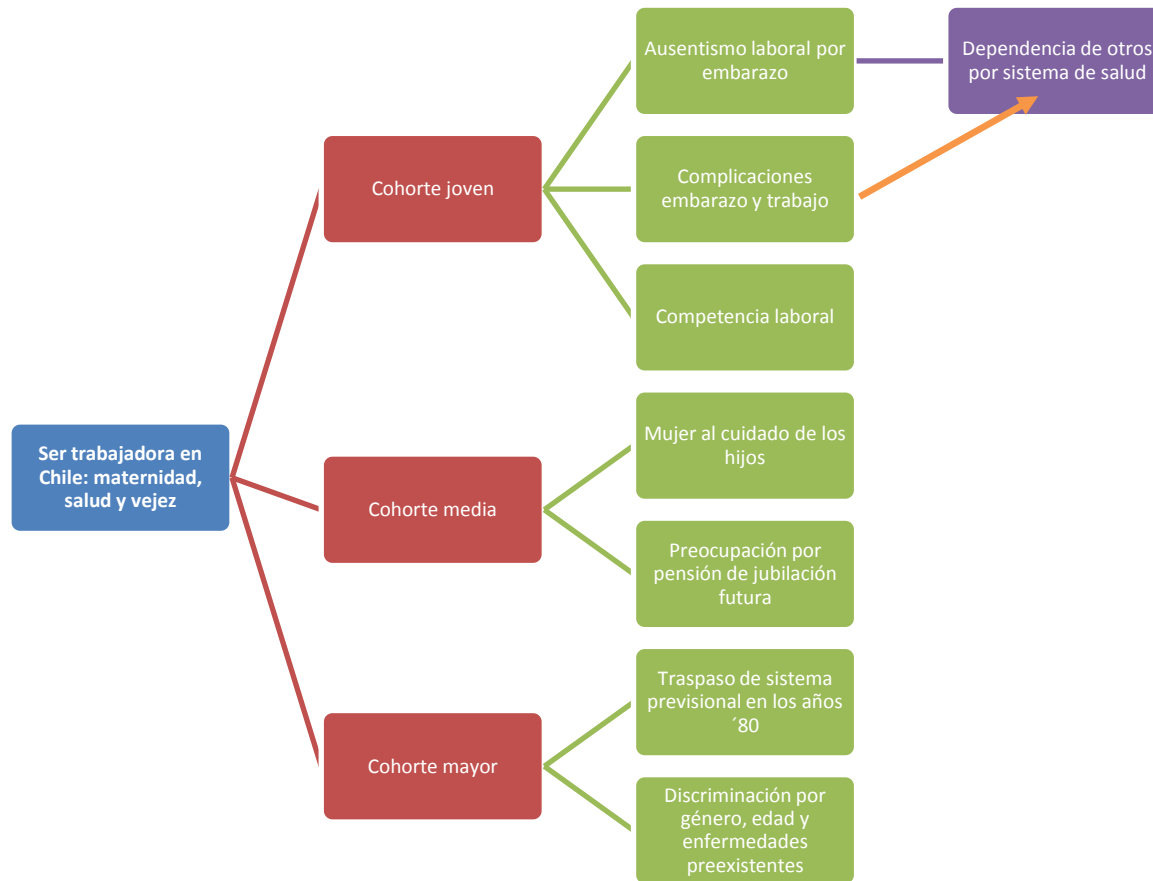 Ausentismo laboral por
embarazo
Dependencia de otros
por sistema de salud
Cohorte joven
Complicaciones
embarazo y trabajo
Competencia laboral
Ser trabajadora en
Chile: maternidad,
salud y vejez
Cohorte media
Mujer al cuidado de los
hijos
Preocupación por
pensión de jubilación
futura
Cohorte mayor
Traspaso de sistema
previsional en los años
´80
Discriminación por
género, edad y
enfermedades
preexistentes